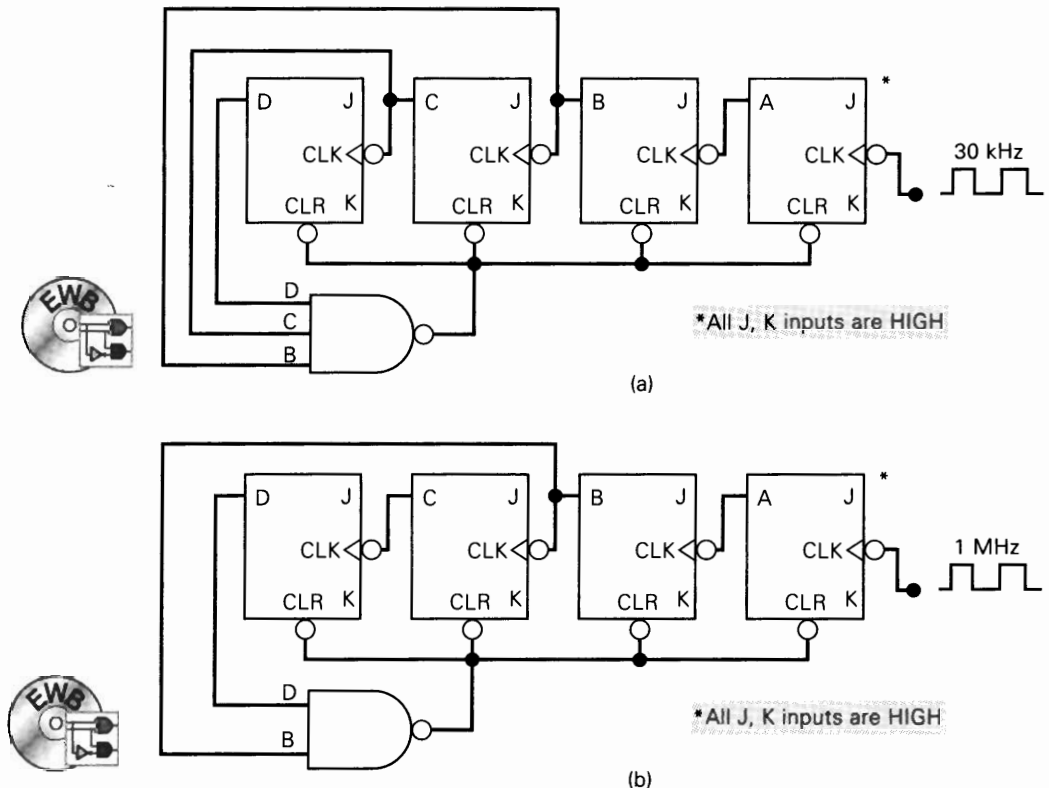 D J C J B J A J *
CLK CLK CLK CLK 30 kHz
CLR K CLR K CLR K CLR K
EWB
D
C
B
*All J, K inputs are HIGH
(a)
D J C J B J A J *
CLK CLK CLK CLK 1 MHz
CLR K CLR K CLR K CLR K
EWB
D
B
*All J, K inputs are HIGH
(b)